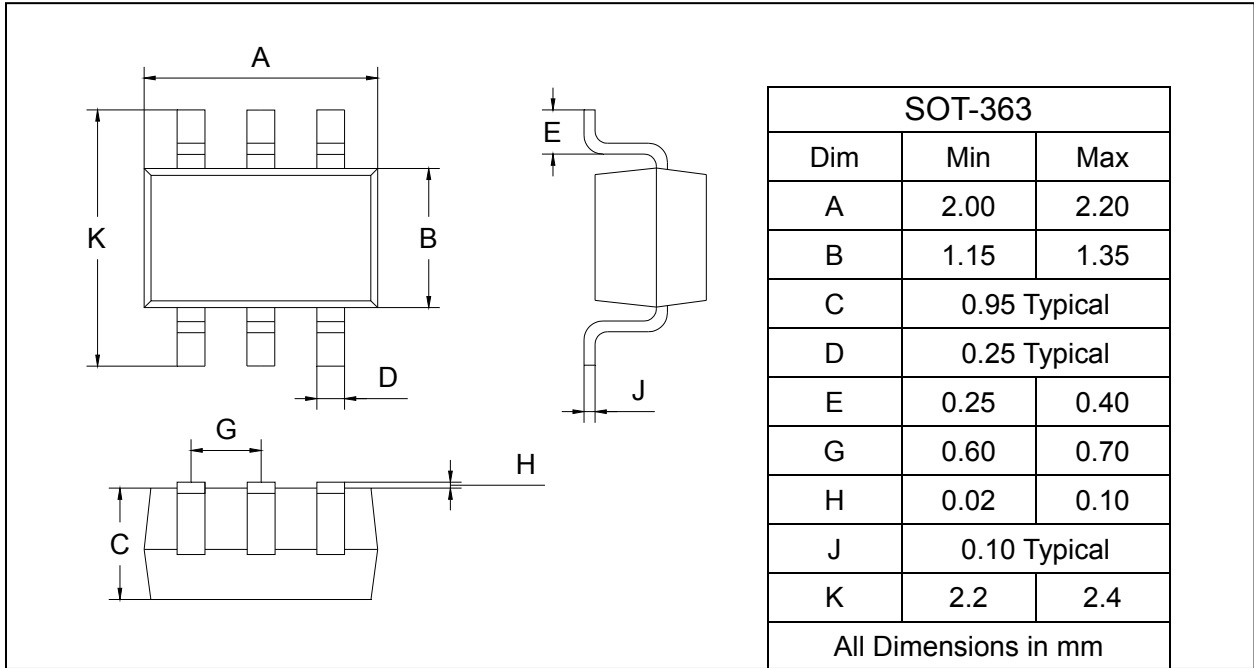 A
K
B
D
G
H
C
E
J
SOT-363
Dim Min Max
A 2.00 2.20
B 1.15 1.35
C 0.95 Typical
D 0.25 Typical
E 0.25 0.40
G 0.60 0.70
H 0.02 0.10
J 0.10 Typical
K 2.2 2.4
All Dimensions in mm